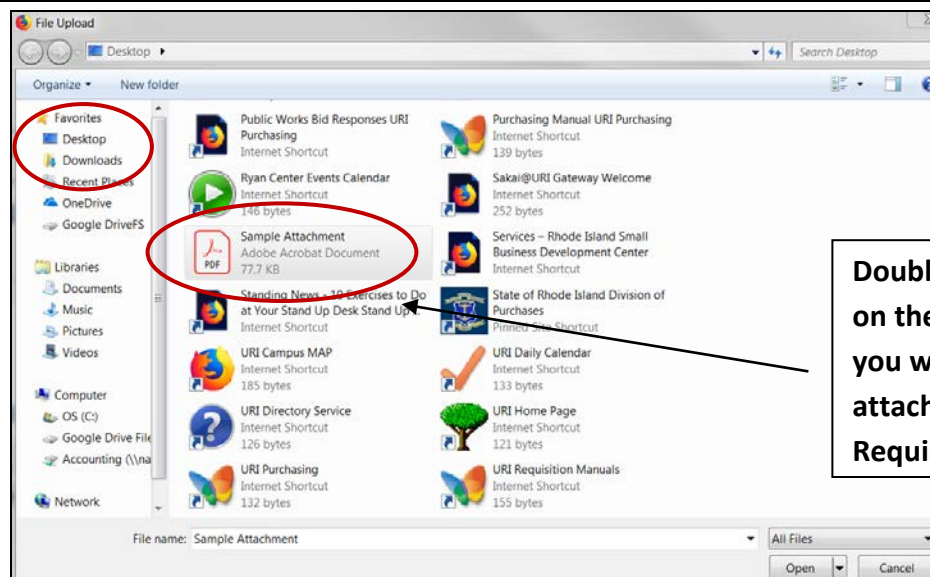 File Upload
Desktop
Search Desktop
Organize
New folder
Favorites
Desktop
Downloads
Recent Places
OneDrive
Google DriveFS
Libraries
Documents
Music
Pictures
Videos
Computer
OS (C:)
Google Drive File
Accounting (\\na
Network
Public Works Bid Responses URI
Purchasing
Internet Shortcut
Purchasing Manual URI Purchasing
Internet Shortcut
139 bytes
Ryan Center Events Calendar
Internet Shortcut
146 bytes
Sakai@URI Gateway Welcome
Internet Shortcut
252 bytes
PDF
Sample Attachment
Adobe Acrobat Document
77.7 KB
Services – Rhode Island Small
Business Development Center
Internet Shortcut
Standing News - 10 Exercises to Do
at Your Stand Up Desk Stand Up ...
Internet Shortcut
State of Rhode Island Division of
Purchases
Pinned Site Shortcut
URI Campus MAP
Internet Shortcut
185 bytes
URI Daily Calendar
Internet Shortcut
133 bytes
URI Directory Service
Internet Shortcut
126 bytes
URI Home Page
Internet Shortcut
121 bytes
URI Purchasing
Internet Shortcut
132 bytes
URI Requisition Manuals
Internet Shortcut
155 bytes
Doubl
on the
you w
attach
Requi
File name: Sample Attachment
All Files
Open
Cancel